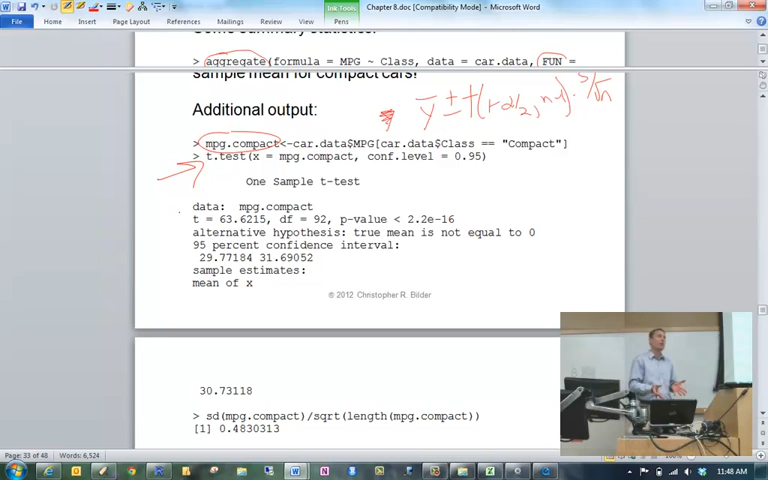 Ink Tools
Chapter 8.doc [Compatibility Mode] - Microsoft Word
File
Home
Insert
Page Layout
References
Mailings
Review
View
Pens
Some summary statistics:
> aggregate(formula = MPG ~ Class, data = car.data, FUN =
sample mean for compact cars!
Additional output:
ȳ ± t(1-α/2, n-1) · s/√n
> mpg.compact<-car.data$MPG[car.data$Class == "Compact"]
> t.test(x = mpg.compact, conf.level = 0.95)
One Sample t-test
data: mpg.compact
t = 63.6215, df = 92, p-value < 2.2e-16
alternative hypothesis: true mean is not equal to 0
95 percent confidence interval:
29.77184 31.69052
sample estimates:
mean of x
® 2012 Christopher R. Bilder
30.73118
> sd(mpg.compact)/sqrt(length(mpg.compact))
[1] 0.4830313
Page: 33 of 48
Words: 6,524
11:48 AM